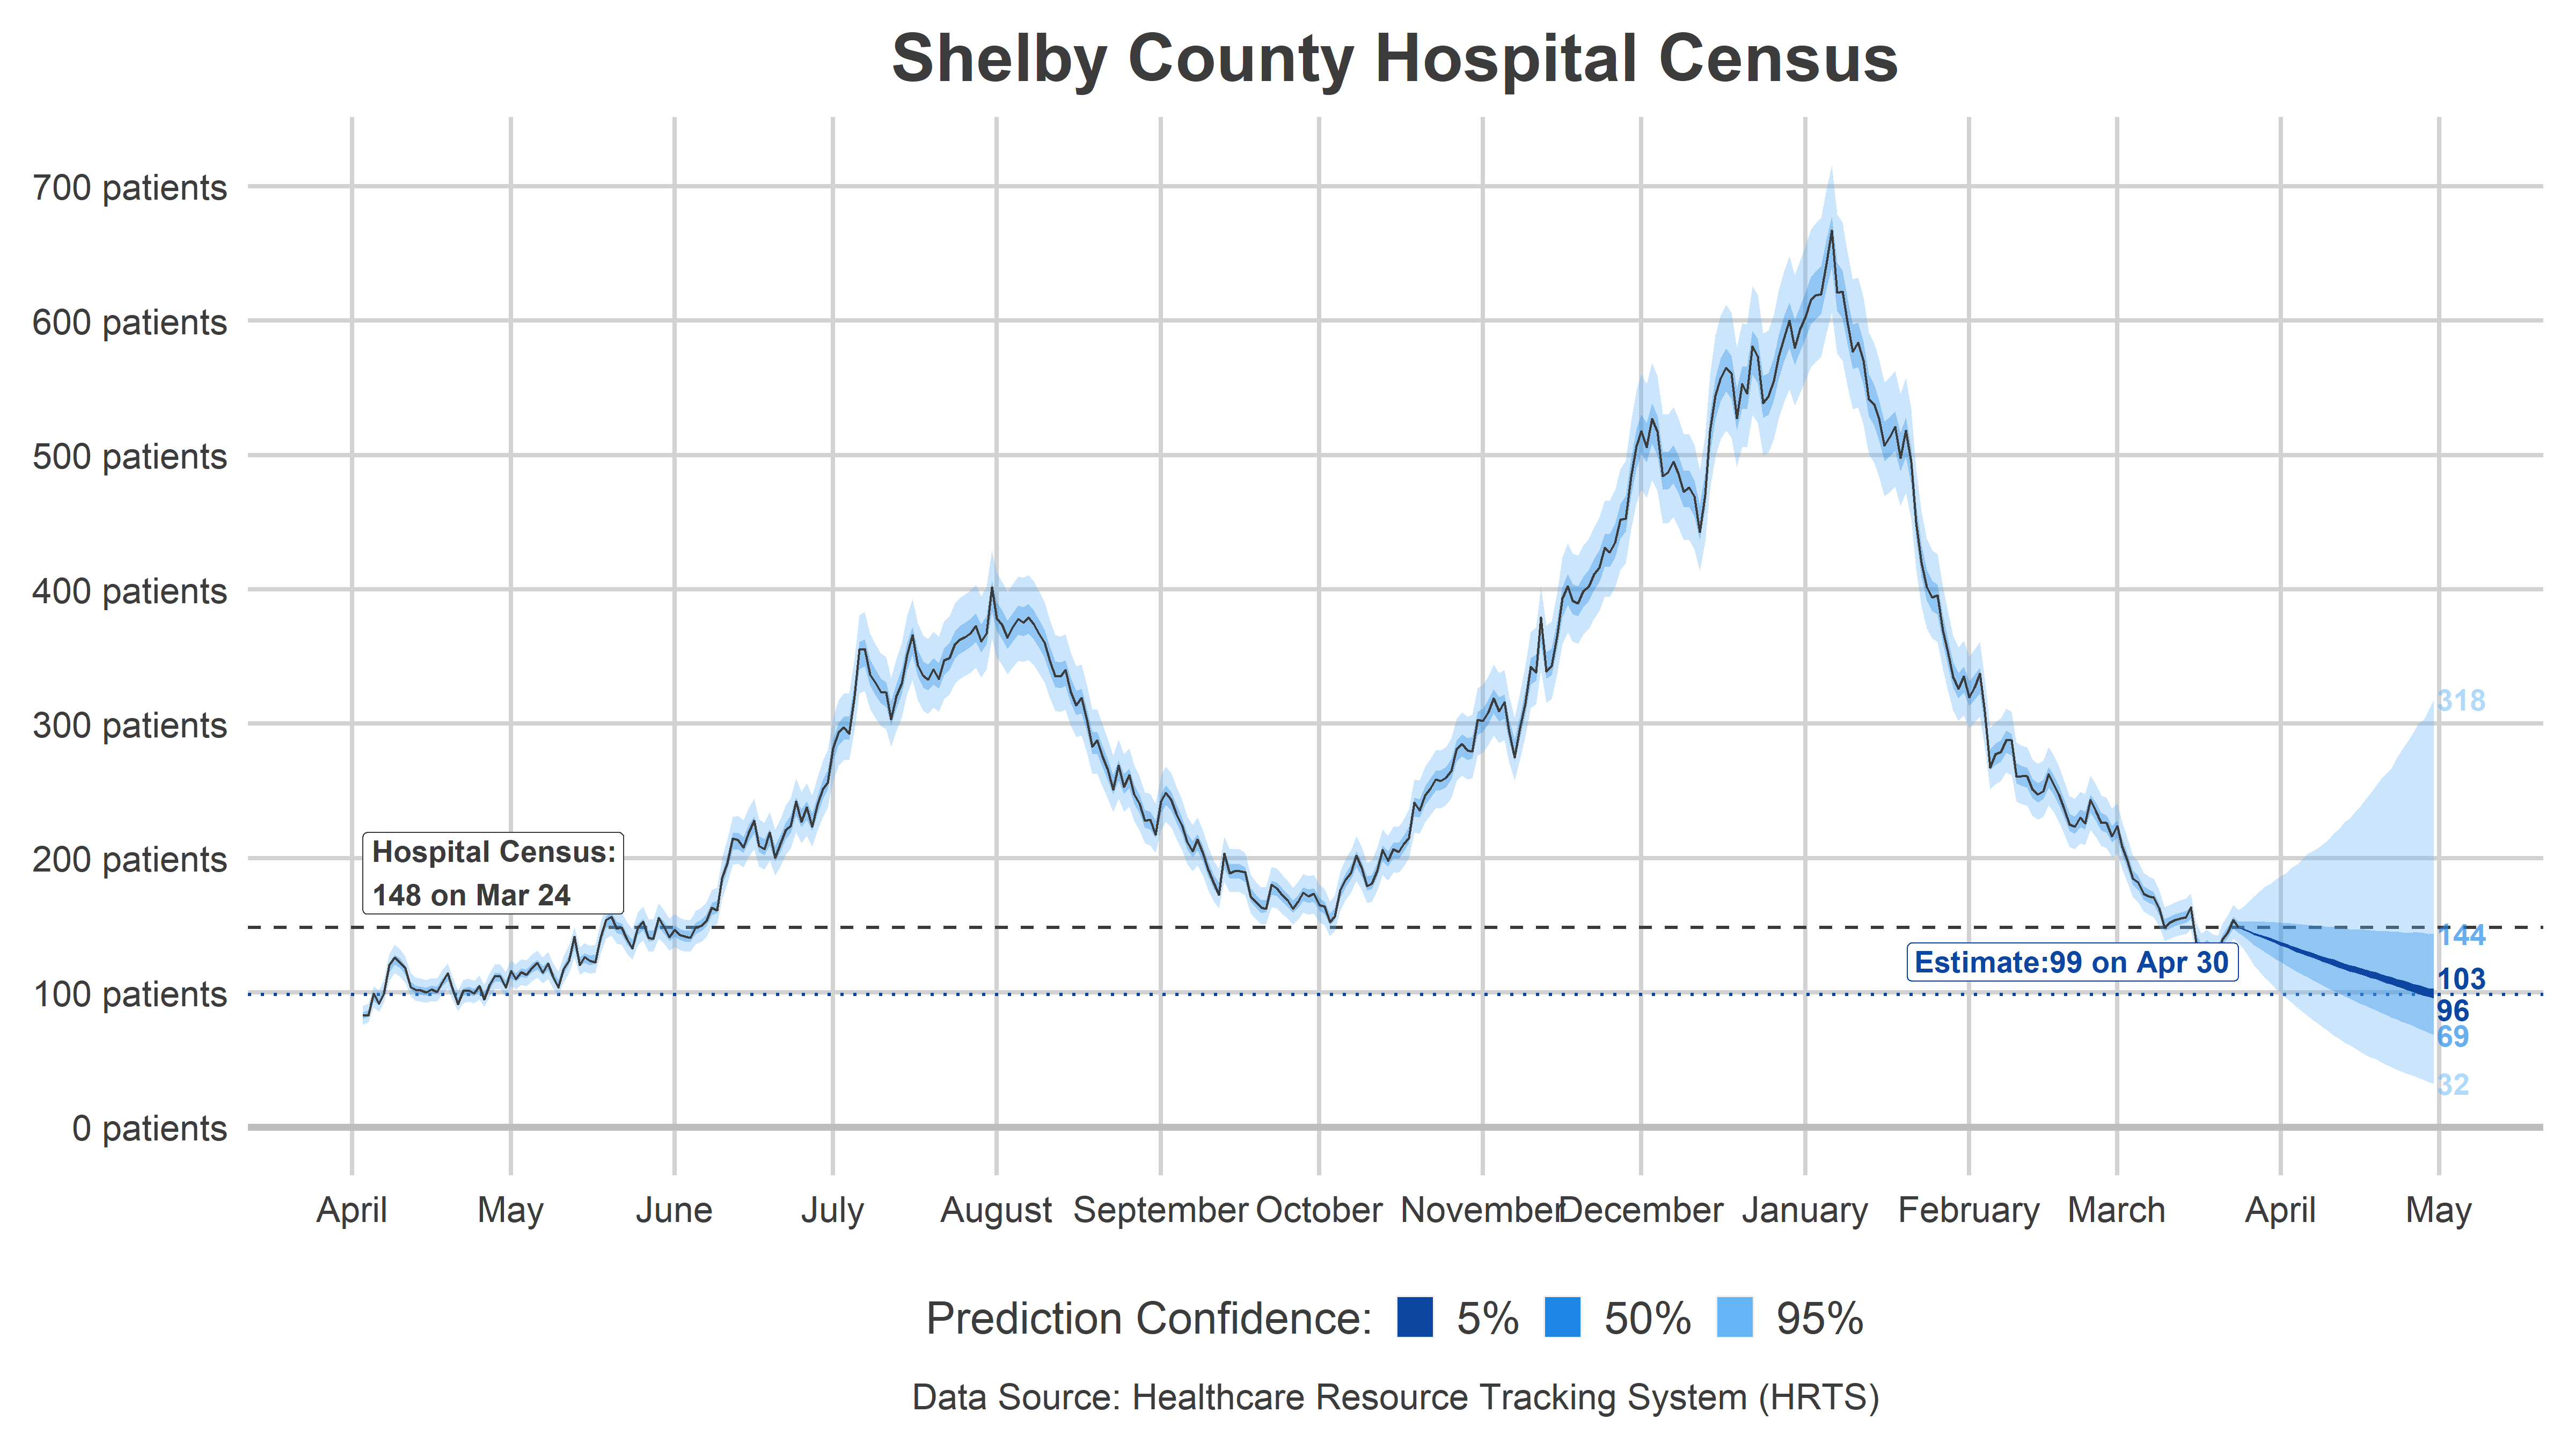 Shelby County Hospital Census
700 patients
600 patients
500 patients
400 patients
300 patients
200 patients
100 patients
0 patients
Hospital Census:
148 on Mar 24
Estimate:99 on Apr 30
318
144
103
96
69
32
April May June July August September October November December January February March April May
Prediction Confidence: 5% 50% 95%
Data Source: Healthcare Resource Tracking System (HRTS)